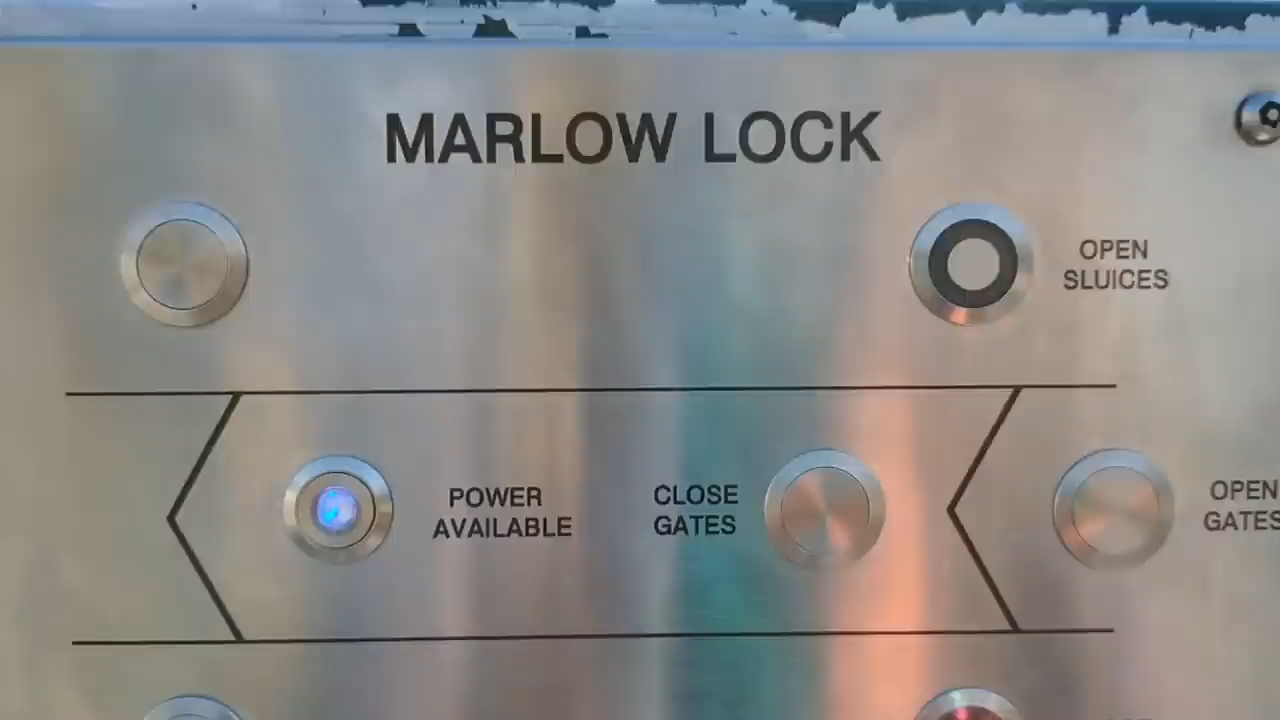 MARLOW LOCK
OPEN
SLUICES
POWER
AVAILABLE
CLOSE
GATES
OPEN
GATES